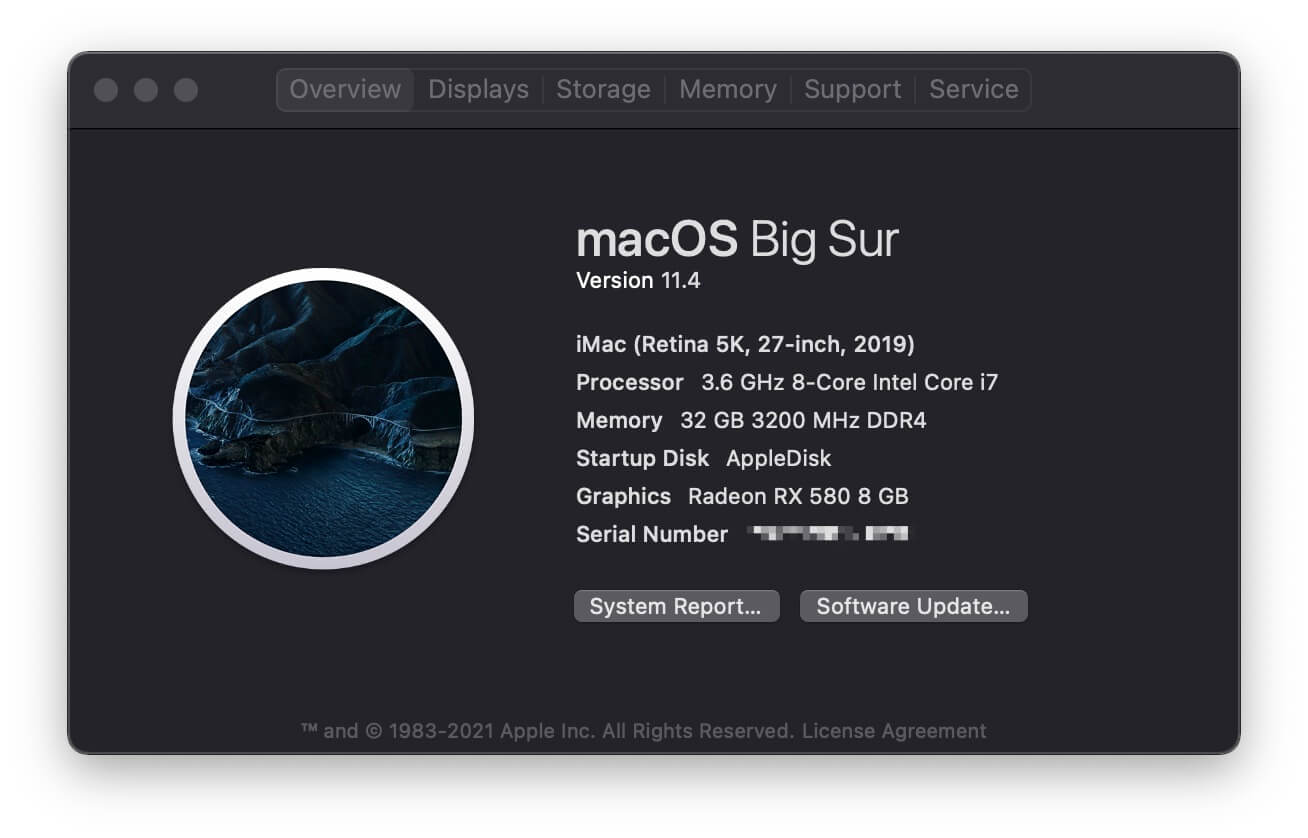 Overview Displays Storage Memory Support Service
macOS Big Sur
Version 11.4
iMac (Retina 5K, 27-inch, 2019)
Processor 3.6 GHz 8-Core Intel Core i7
Memory 32 GB 3200 MHz DDR4
Startup Disk AppleDisk
Graphics Radeon RX 580 8 GB
Serial Number
System Report... Software Update...
™ and © 1983-2021 Apple Inc. All Rights Reserved. License Agreement